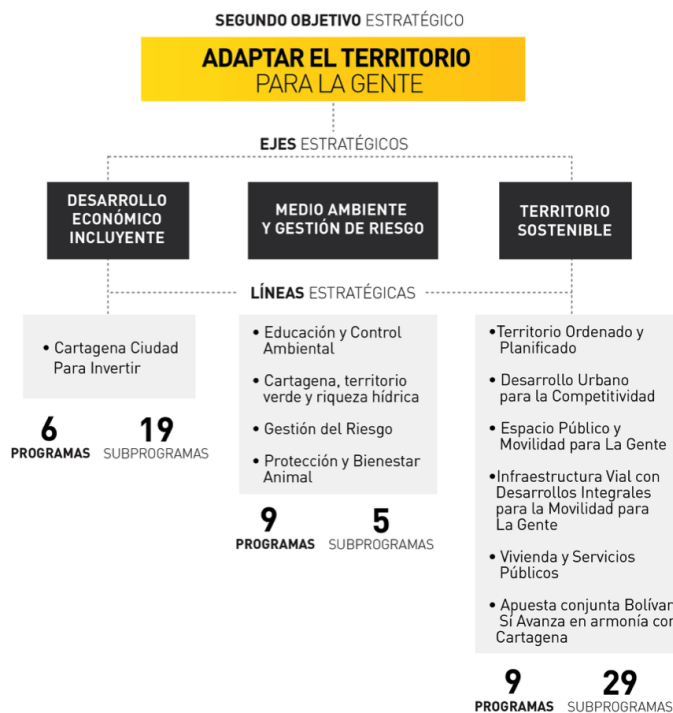 SEGUNDO OBJETIVO ESTRATÉGICO
ADAPTAR EL TERRITORIO
PARA LA GENTE
EJES ESTRATÉGICOS
DESARROLLO
ECONÓMICO
INCLUYENTE
MEDIO AMBIENTE
Y GESTIÓN DE RIESGO
TERRITORIO
SOSTENIBLE
LÍNEAS ESTRATÉGICAS
• Cartagena Ciudad
Para Invertir
6 19
PROGRAMAS SUBPROGRAMAS
• Educación y Control
Ambiental
• Cartagena, territorio
verde y riqueza hídrica
• Gestión del Riesgo
• Protección y Bienestar
Animal
9 5
PROGRAMAS SUBPROGRAMAS
•Territorio Ordenado y
Planificado
• Desarrollo Urbano
para la Competitividad
• Espacio Público y
Movilidad para La Gente
•Infraestructura Vial con
Desarrollos Integrales
para la Movilidad para
La Gente
• Vivienda y Servicios
Públicos
• Apuesta conjunta Bolívar
Sí Avanza en armonía con
Cartagena
9 29
PROGRAMAS SUBPROGRAMAS